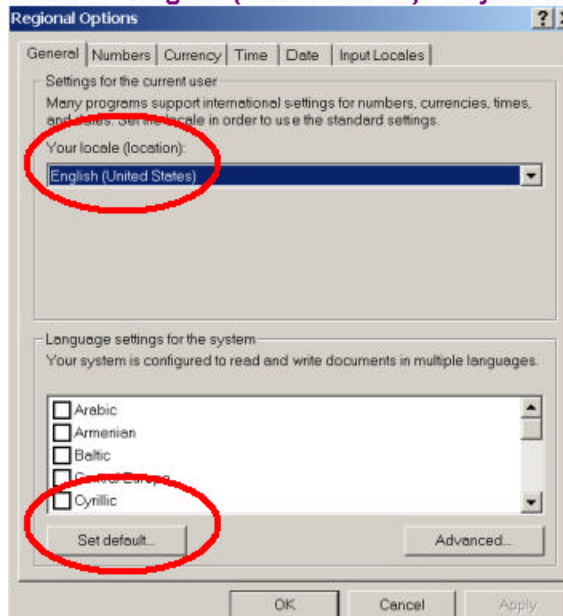 Regional Options
General Numbers Currency Time Date Input Locales
Settings for the current user
Many programs support international settings for numbers, currencies, times,
and dates. Set the locale in order to use the standard settings.
Your locale (location):
English (United States)
Language settings for the system
Your system is configured to read and write documents in multiple languages.
Arabic
Armenian
Baltic
Central Europe
Cyrillic
Set default...
Advanced...
OK Cancel Apply